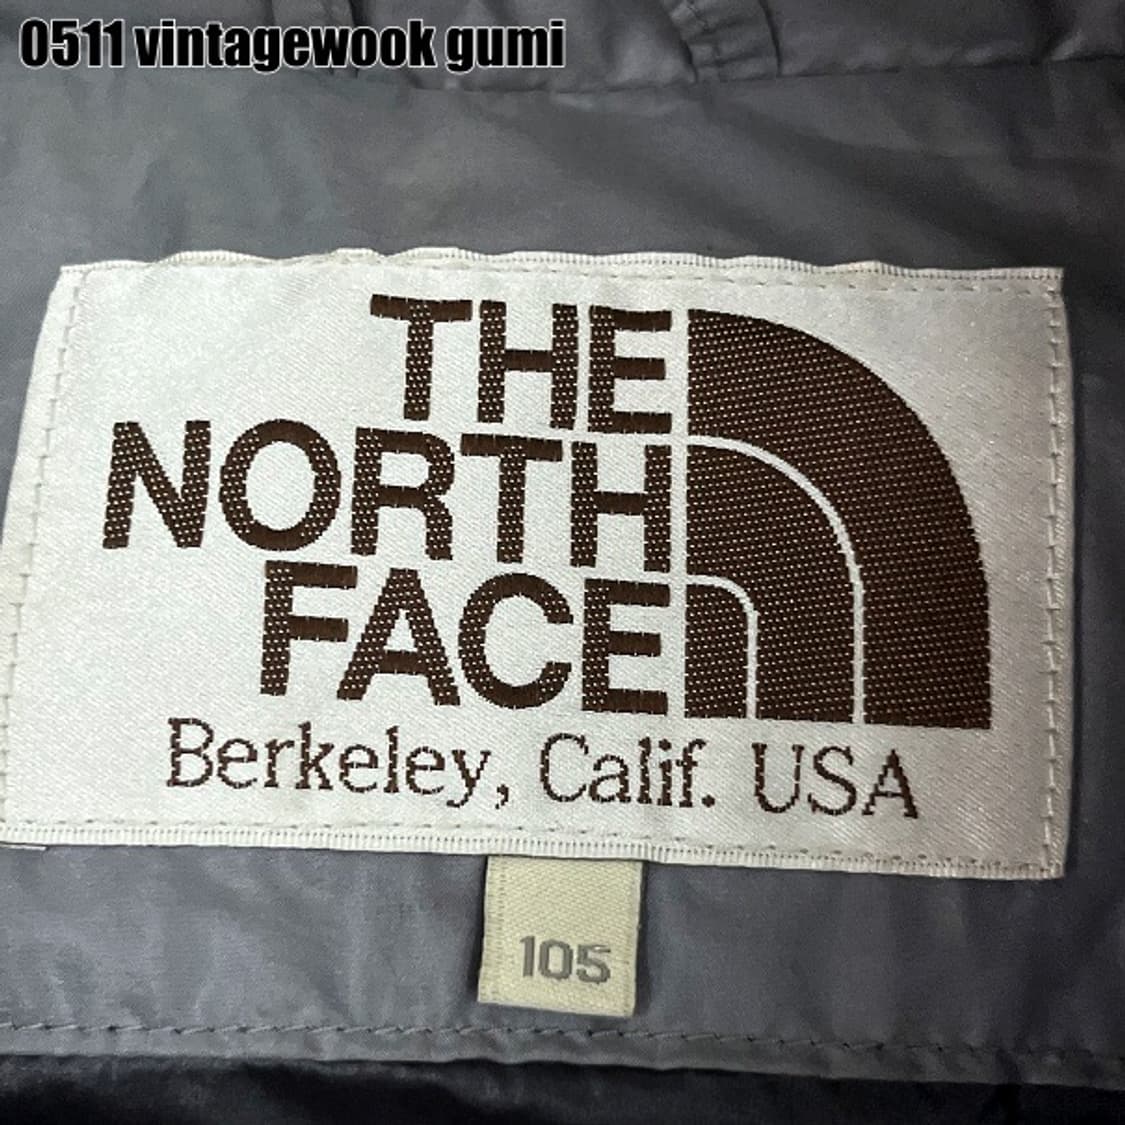 0511 vintagewook gumi
THE
NORTH
FACE
Berkeley, Calif. USA
105